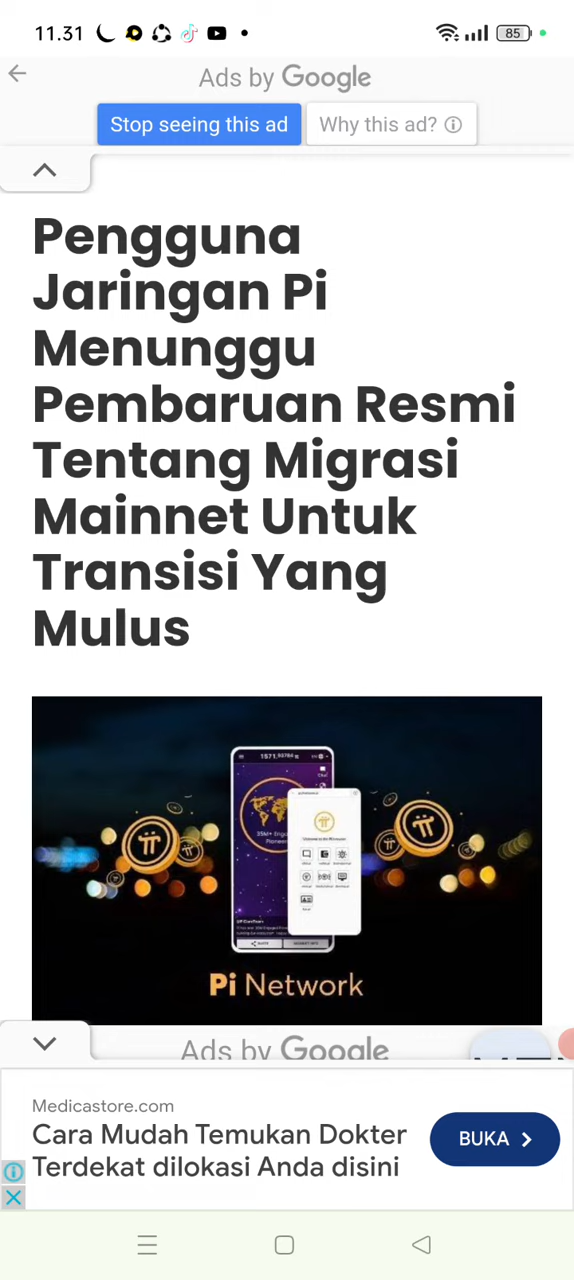 11.31
85
Ads by Google
Stop seeing this ad
Why this ad?
Pengguna
Jaringan Pi
Menunggu
Pembaruan Resmi
Tentang Migrasi
Mainnet Untuk
Transisi Yang
Mulus
Pi Network
Ads by Google
Medicastore.com
Cara Mudah Temukan Dokter
Terdekat dilokasi Anda disini
BUKA